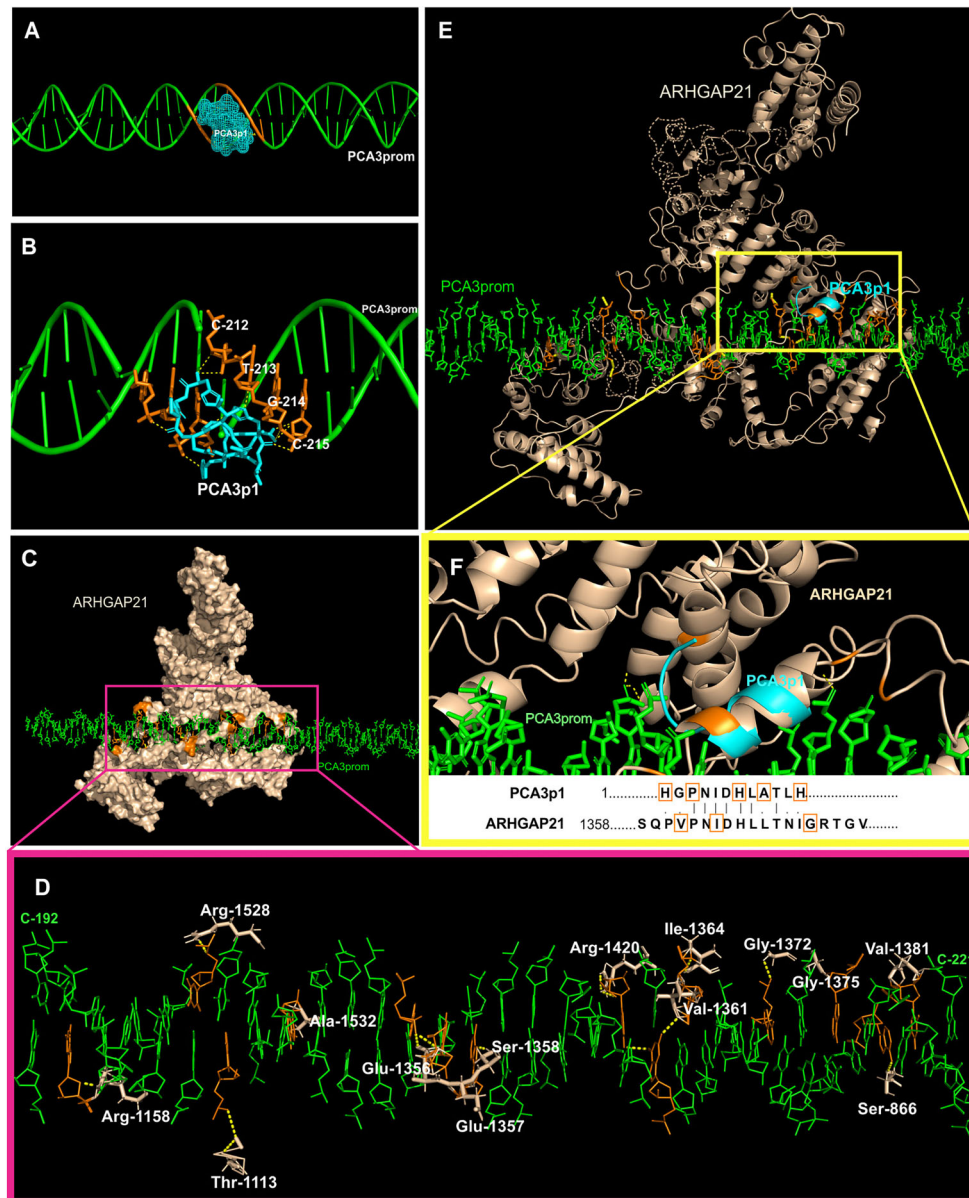 A
PCA3p1
PCA3prom
B
PCA3prom
C-212
T-213
G-214
C-215
PCA3p1
C
ARHGAP21
PCA3prom
E
ARHGAP21
PCA3prom
PCA3p1
F
ARHGAP21
PCA3p1
PCA3prom
PCA3p1 1..............HGPNIDHLATLH.........................
ARHGAP21 1358......SQPVPNIDHLLTNIGRTGV.........
D
C-192
Arg-1528
Ala-1532
Arg-1158
Thr-1113
Glu-1356
Ser-1358
Glu-1357
Arg-1420
Ile-1364
Val-1361
Gly-1372
Gly-1375
Val-1381
Ser-866